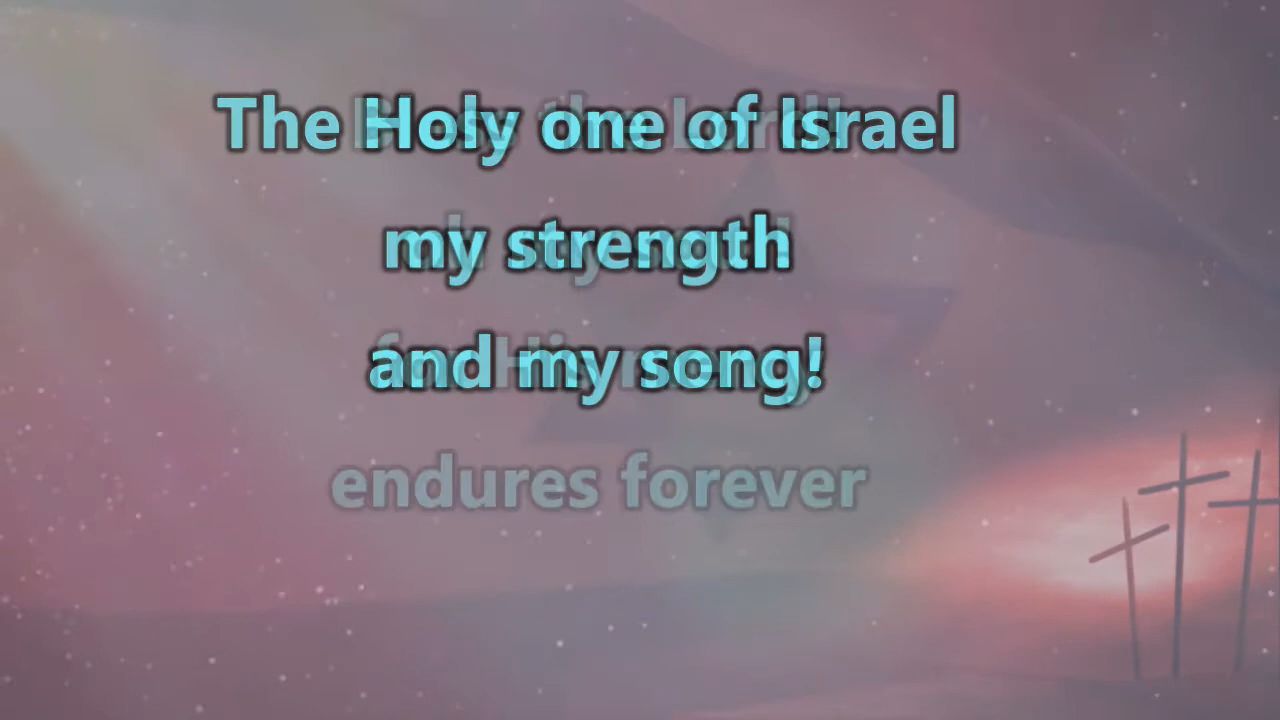 The Holy one of Israel
my strength
and my song!
endures forever